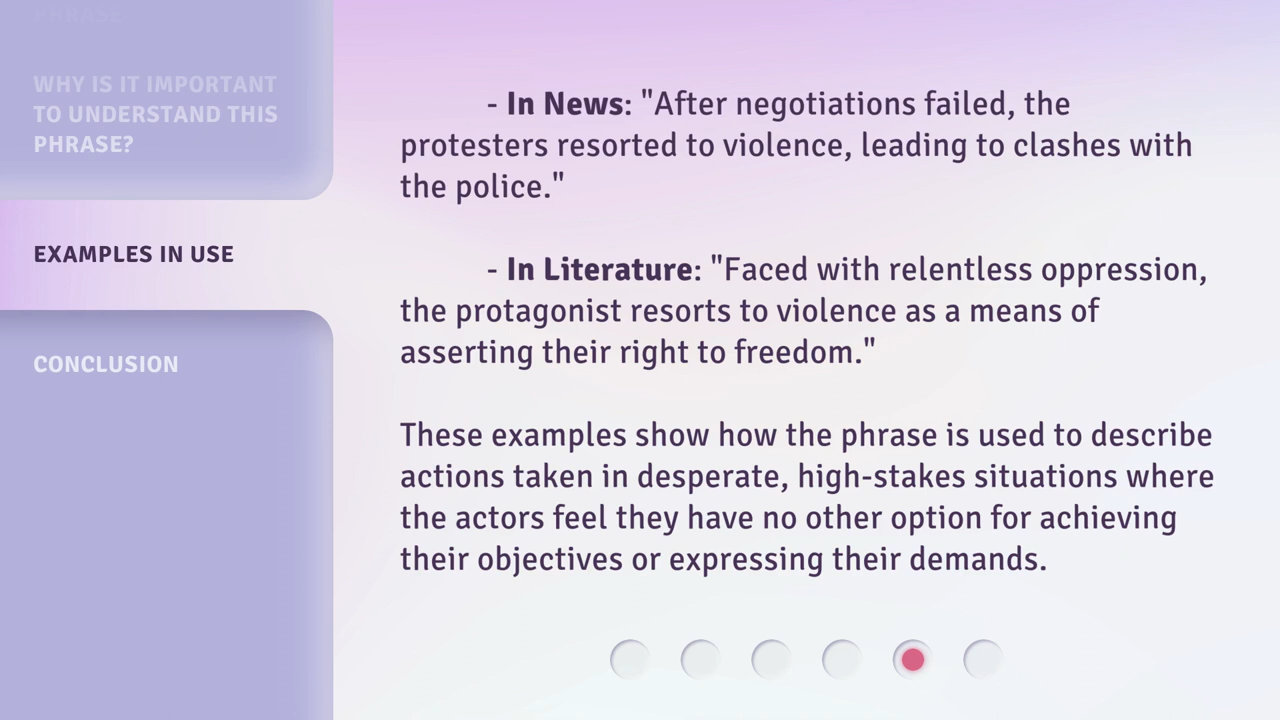 PHRASE
WHY IS IT IMPORTANT
TO UNDERSTAND THIS
PHRASE?
EXAMPLES IN USE
CONCLUSION
- In News: "After negotiations failed, the
protesters resorted to violence, leading to clashes with
the police."
- In Literature: "Faced with relentless oppression,
the protagonist resorts to violence as a means of
asserting their right to freedom."
These examples show how the phrase is used to describe
actions taken in desperate, high-stakes situations where
the actors feel they have no other option for achieving
their objectives or expressing their demands.